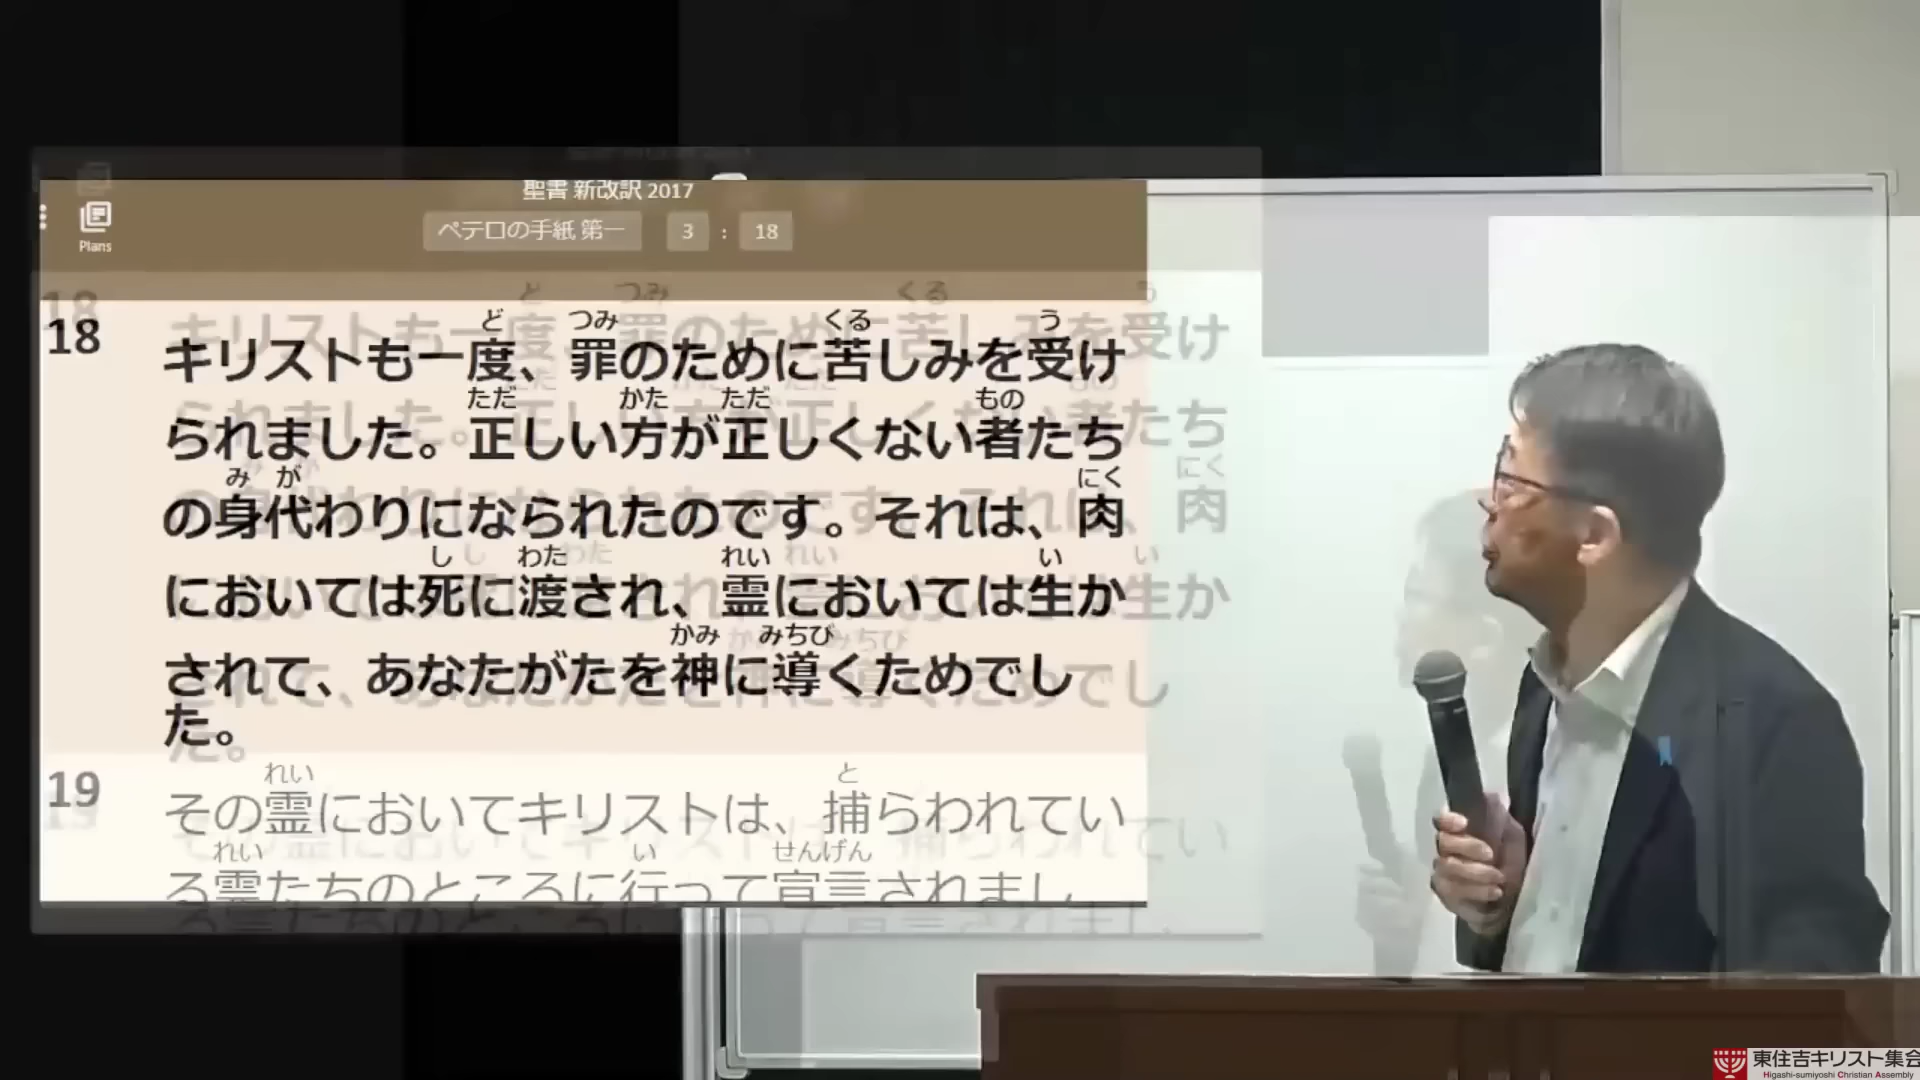 聖書 新改訳 2017
Plans
ペテロの手紙 第一 3 : 18
18 キリストも一度、罪のために苦しみを受け
られました。正しい方が正しくない者たち
の身代わりになられたのです。それは、肉
においては死に渡され、霊においては生か
されて、あなたがたを神に導くためでし
た。
19 その霊においてキリストは、捕らわれてい
る霊たちのところに行って宣言されまし
東住吉キリスト集会
Higashi-sumiyoshi Christian Assembly